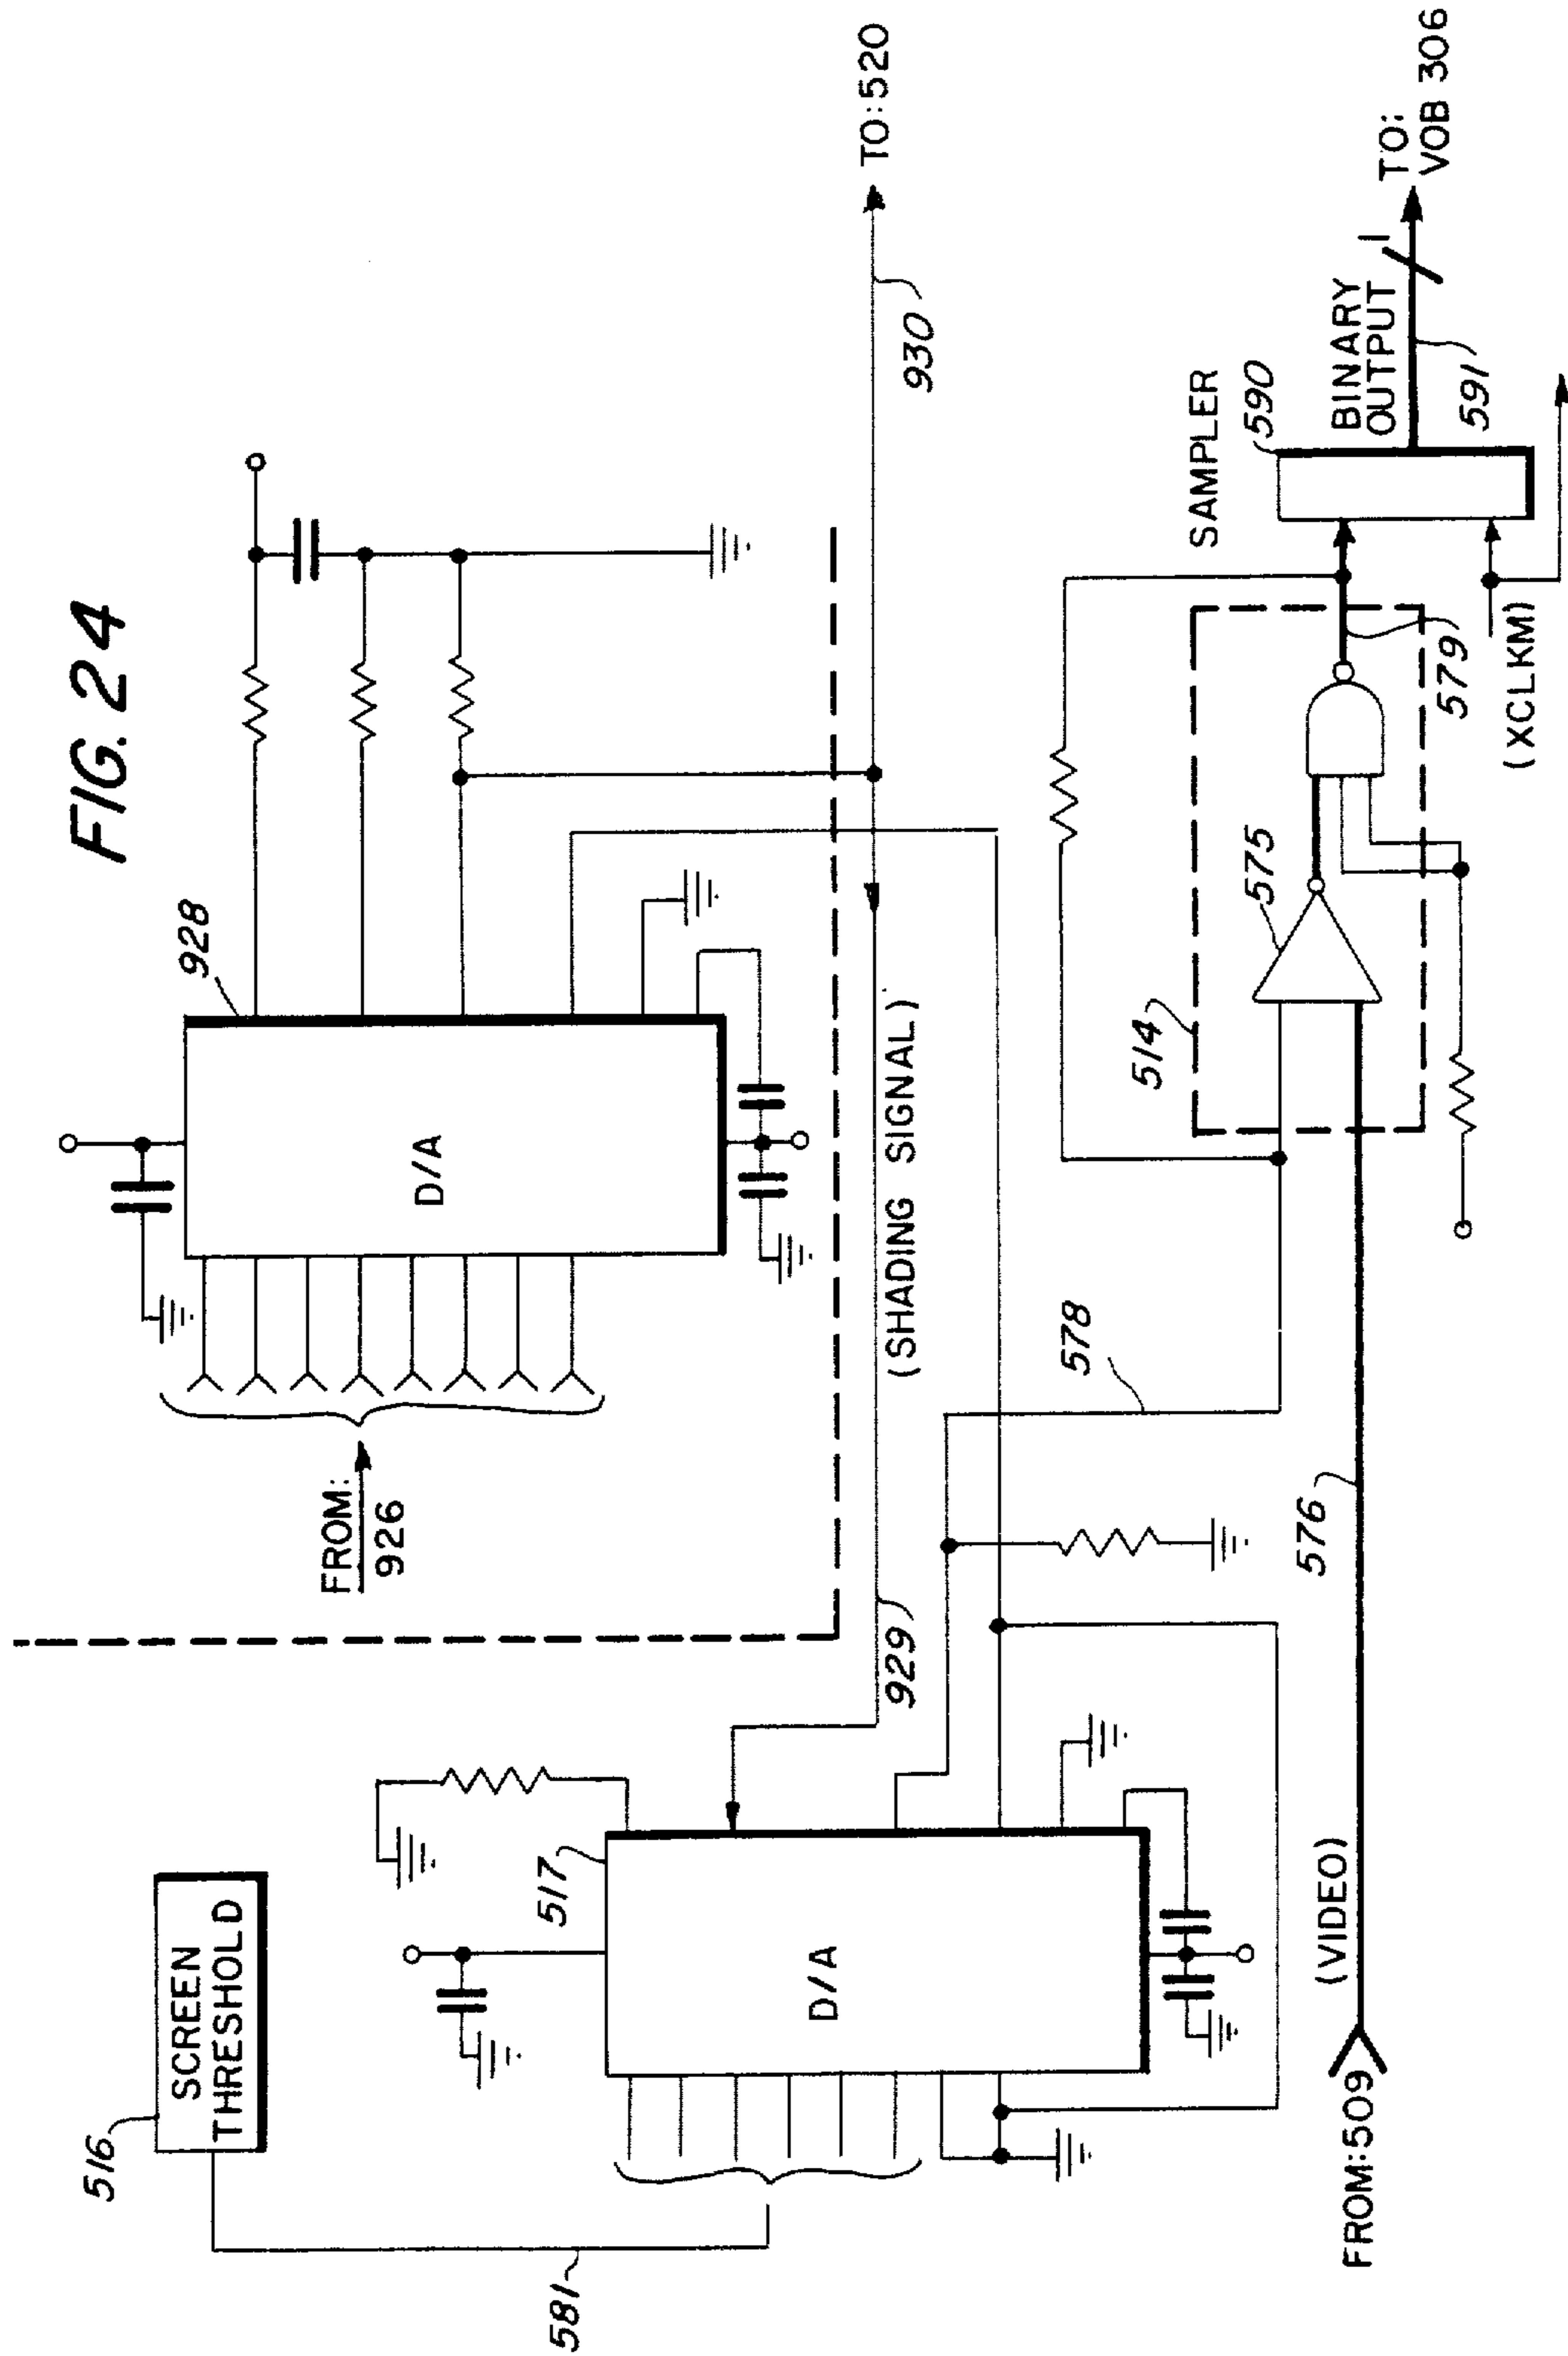 FIG. 24
928
D/A
FROM:
926
930
TO:520
(SHADING SIGNAL)
929
516
SCREEN
THRESHOLD
581
517
D/A
578
514
575
579
SAMPLER
590
BINARY
OUTPUT
1
591
TO:
VOB 306
(XCLKM)
576
(VIDEO)
FROM:509